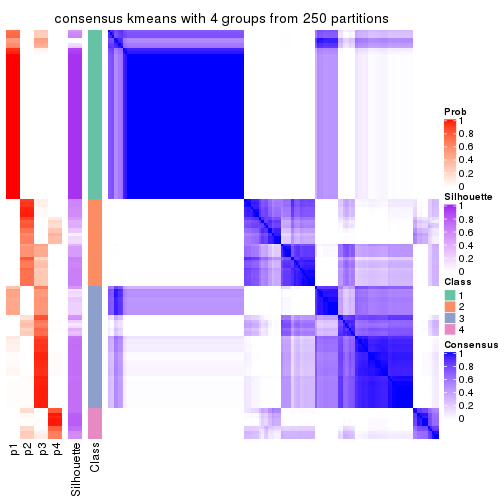 consensus kmeans with 4 groups from 250 partitions
Prob
1
0.8
0.6
0.4
0.2
0
Silhouette
1
0.8
0.6
0.4
0.2
0
Class
1
2
3
4
Consensus
1
0.8
0.6
0.4
0.2
0
p1
p2
p3
p4
Silhouette
Class